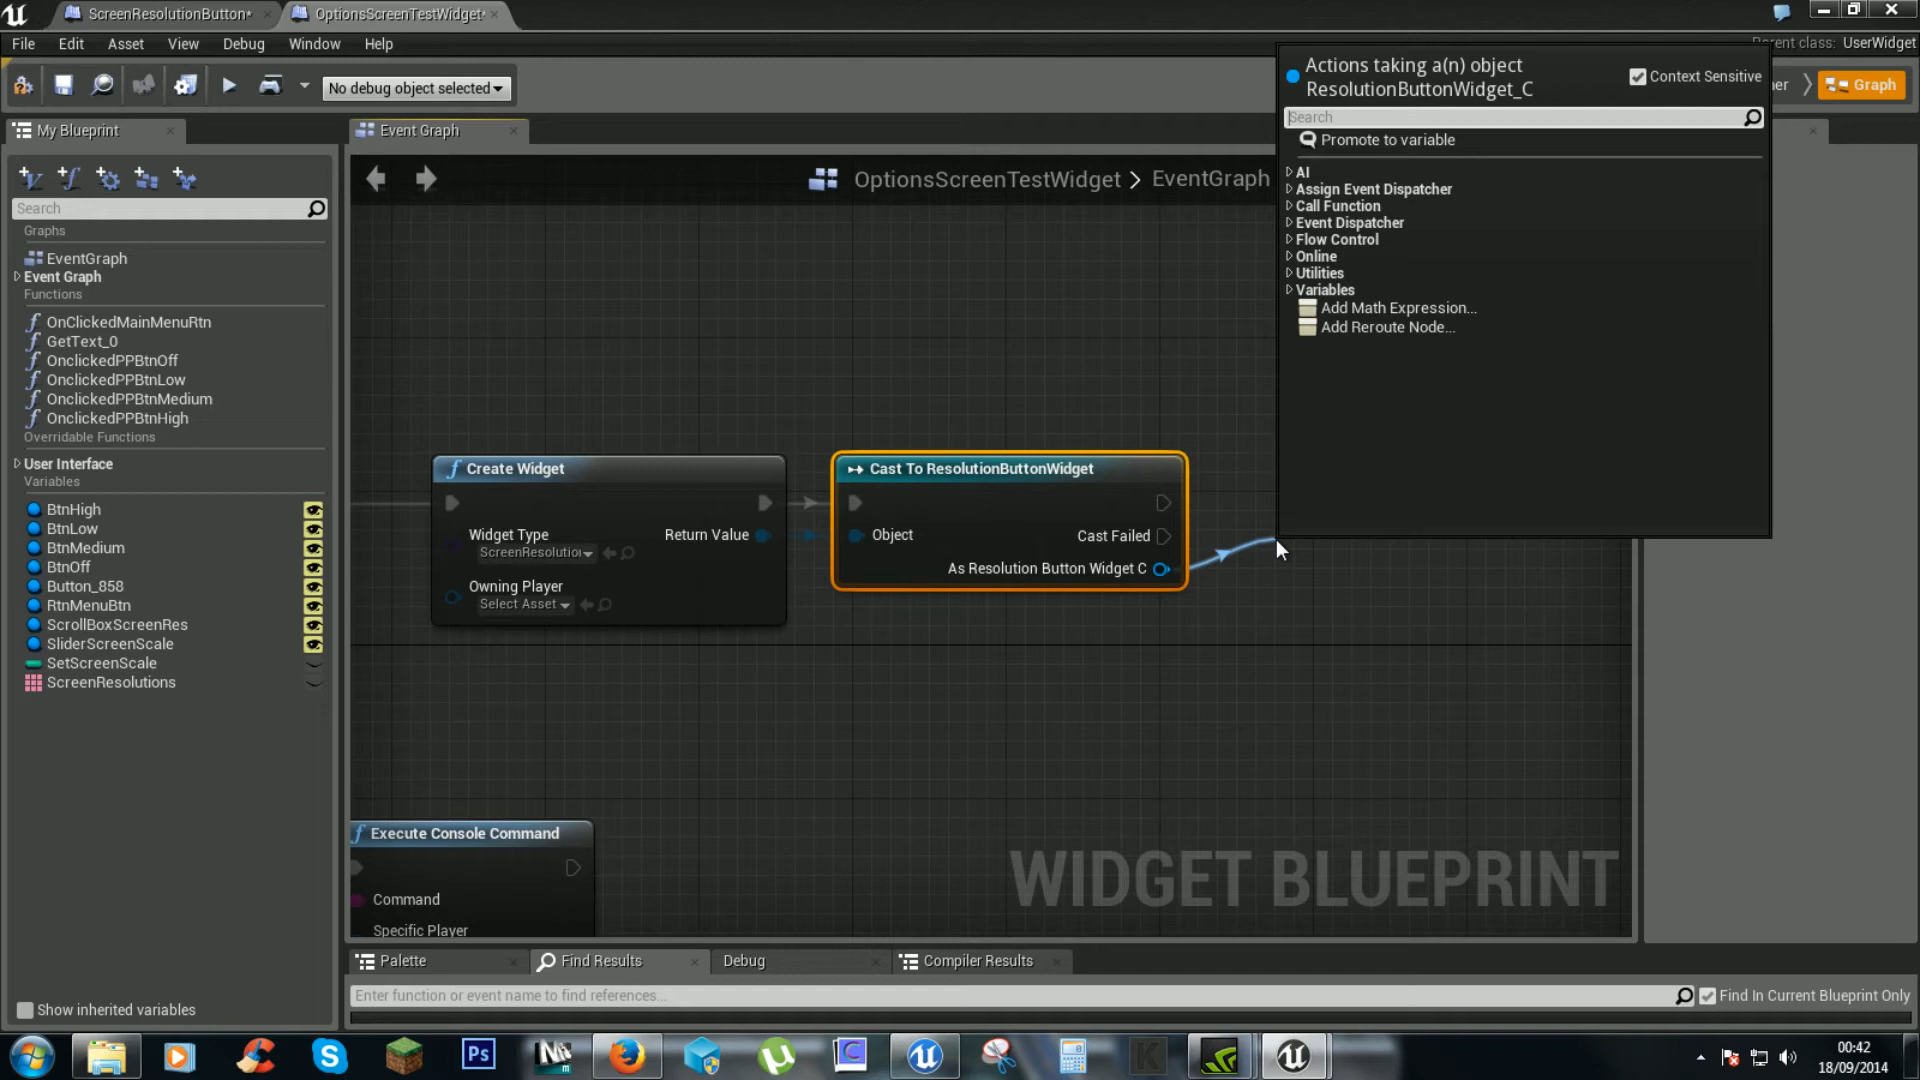 ScreenResolutionButton*
OptionsScreenTestWidget*
File Edit Asset View Debug Window Help
Parent class: UserWidget
No debug object selected
Graph
My Blueprint
Event Graph
OptionsScreenTestWidget > EventGraph
Search
Graphs
EventGraph
Event Graph
Functions
OnClickedMainMenuRtn
GetText_0
OnclickedPPBtnOff
OnclickedPPBtnLow
OnclickedPPBtnMedium
OnclickedPPBtnHigh
Overridable Functions
User Interface
Variables
BtnHigh
BtnLow
BtnMedium
BtnOff
Button_858
RtnMenuBtn
ScrollBoxScreenRes
SliderScreenScale
SetScreenScale
ScreenResolutions
Show inherited variables
Create Widget
Widget Type
Return Value
Owning Player
Select Asset
Cast To ResolutionButtonWidget
Object
Cast Failed
As Resolution Button Widget C
Execute Console Command
Command
Specific Player
WIDGET BLUEPRINT
Actions taking a(n) object
ResolutionButtonWidget_C
Context Sensitive
Search
Promote to variable
AI
Assign Event Dispatcher
Call Function
Event Dispatcher
Flow Control
Online
Utilities
Variables
Add Math Expression...
Add Reroute Node...
Palette
Find Results
Debug
Compiler Results
Enter function or event name to find references...
Find In Current Blueprint Only
Ps
00:42
18/09/2014